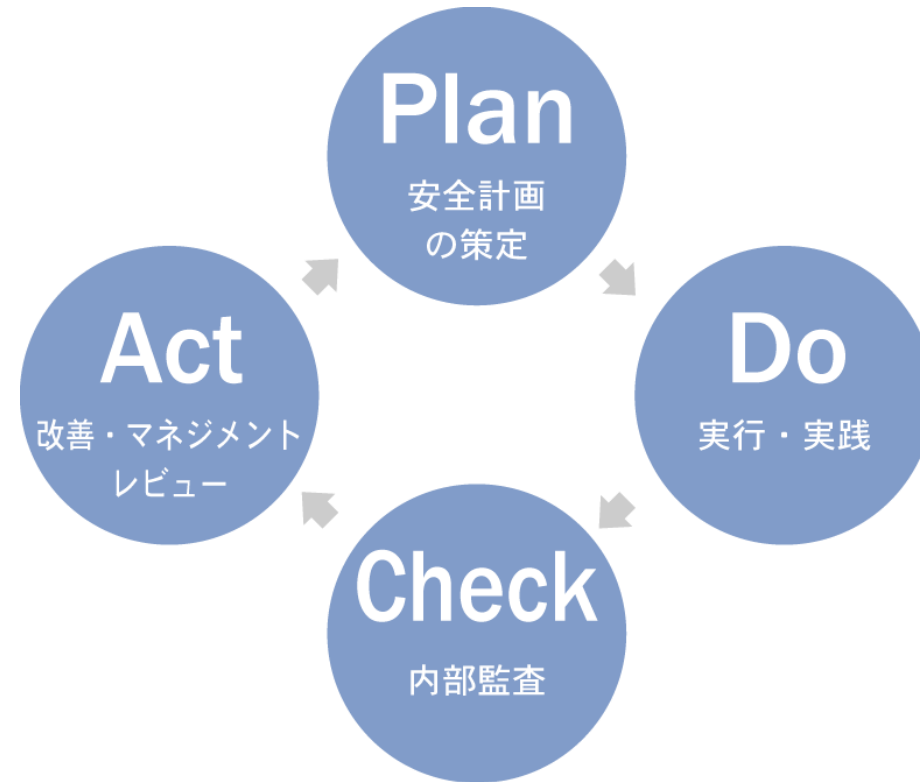 Plan
安全計画
の策定
Do
実行・実践
Check
内部監査
Act
改善・マネジメント
レビュー